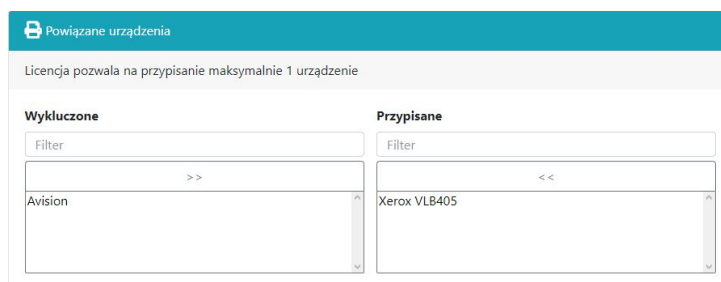 Powiązane urządzenia
Licencja pozwala na przypisanie maksymalnie 1 urządzenie
Wykluczone
Filter
>>
Avision
Przypisane
Filter
<<
Xerox VLB405